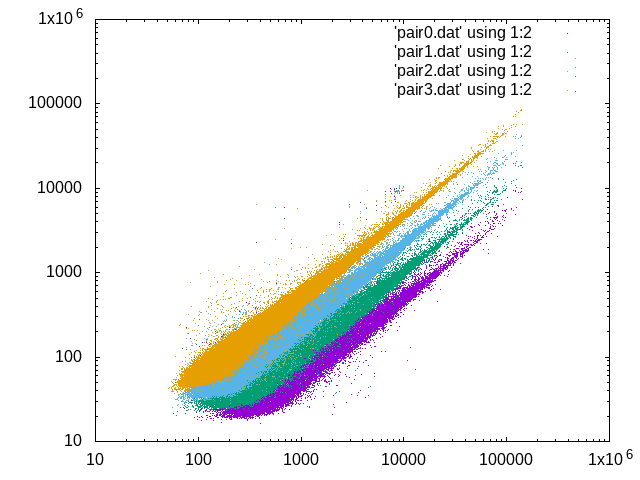 1x10^6
'pair0.dat' using 1:2
'pair1.dat' using 1:2
'pair2.dat' using 1:2
'pair3.dat' using 1:2
100000
10000
1000
100
10
10 100 1000 10000 100000 1x10^6